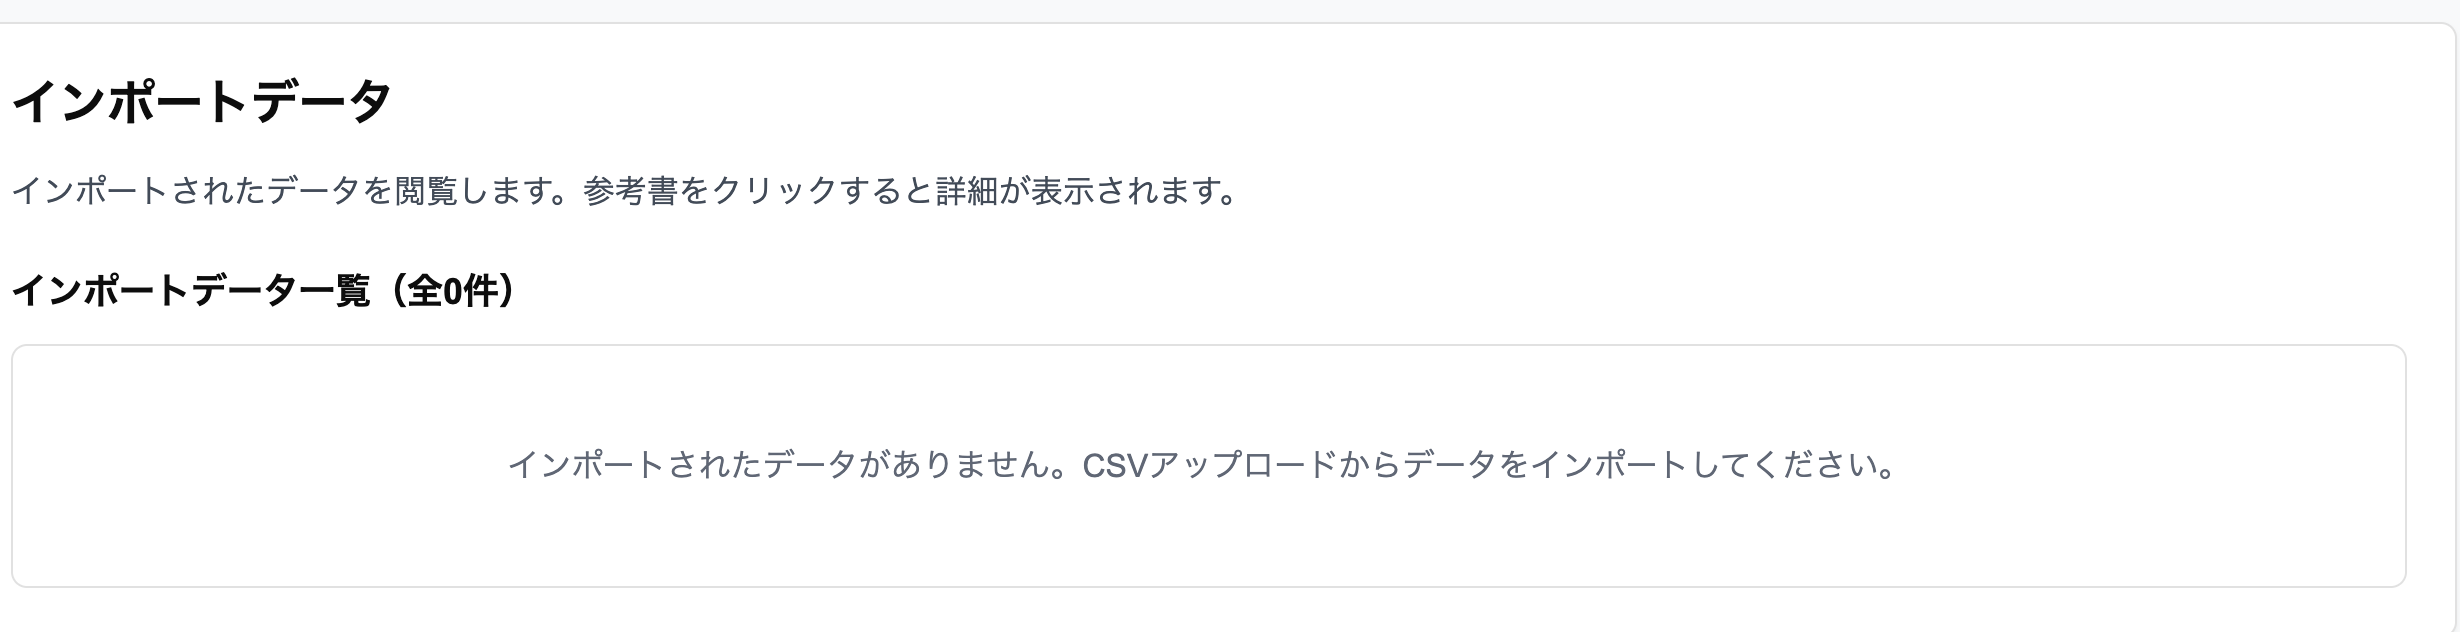 インポートデータ
インポートされたデータを閲覧します。参考書をクリックすると詳細が表示されます。
インポートデータ一覧（全0件）
インポートされたデータがありません。CSVアップロードからデータをインポートしてください。